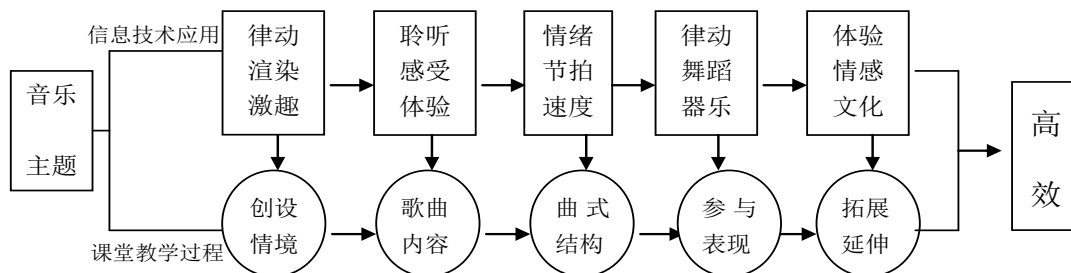 信息技术应用
律动
渲染
激趣
聆听
感受
体验
情绪
节拍
速度
律动
舞蹈
器乐
体验
情感
文化
音乐
主题
高
效
课堂教学过程
创设
情境
歌曲
内容
曲 式
结构
参 与
表现
拓展
延伸